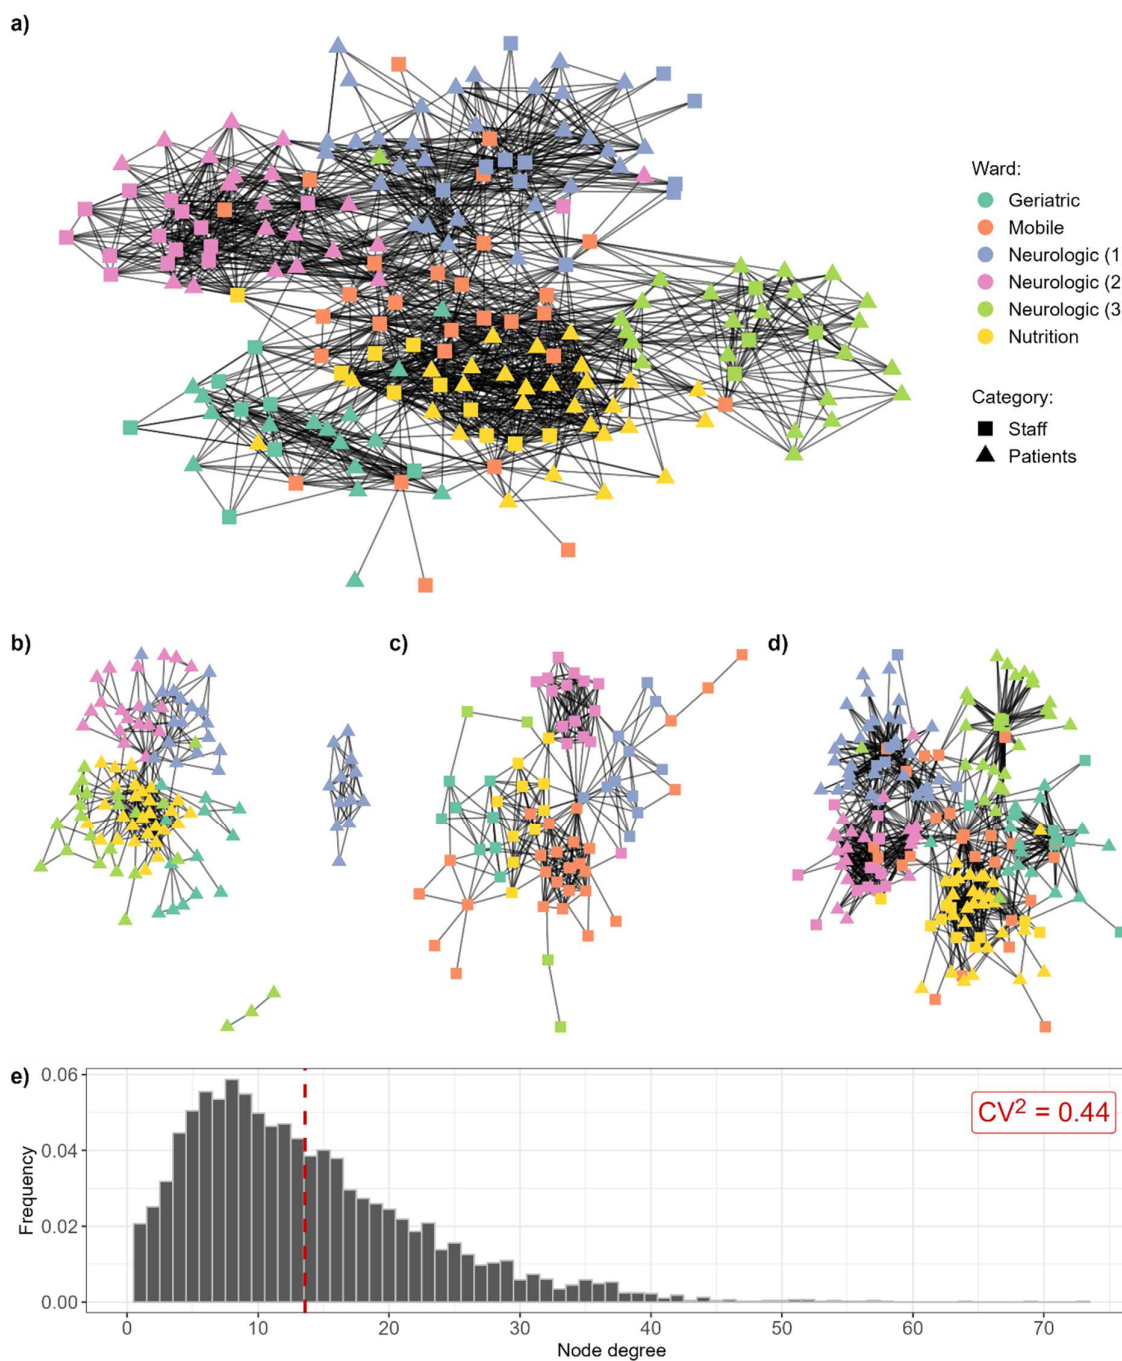 a)
Ward:
Geriatric
Mobile
Neurologic (1
Neurologic (2
Neurologic (3
Nutrition
Category:
Staff
Patients
b)
c)
d)
e)
0.06
0.04
0.02
0.00
Frequency
CV² = 0.44
0 10 20 30 40 50 60 70
Node degree